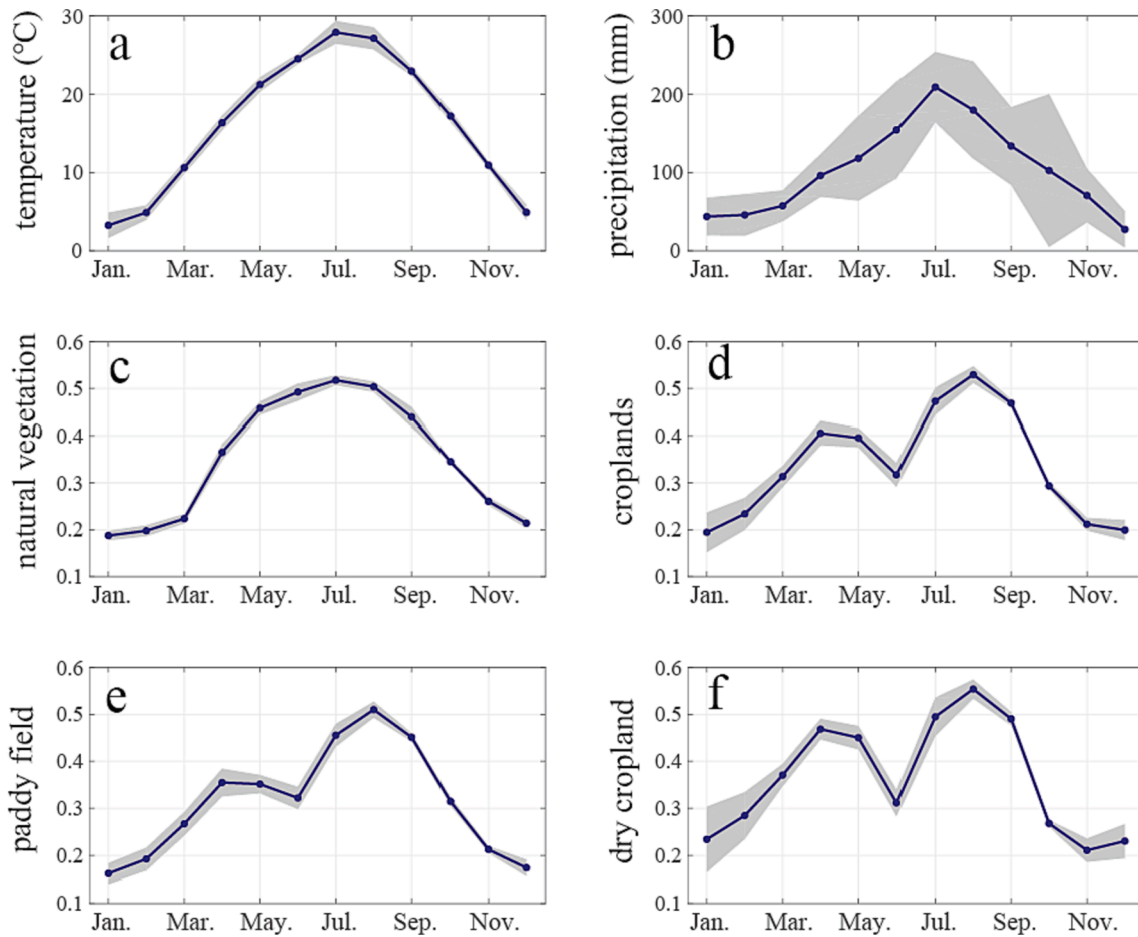 a
temperature (°C)
30
20
10
0
Jan. Mar. May. Jul. Sep. Nov.
b
precipitation (mm)
300
200
100
0
Jan. Mar. May. Jul. Sep. Nov.
c
natural vegetation
0.6
0.5
0.4
0.3
0.2
0.1
Jan. Mar. May. Jul. Sep. Nov.
d
croplands
0.6
0.5
0.4
0.3
0.2
0.1
Jan. Mar. May. Jul. Sep. Nov.
e
paddy field
0.6
0.5
0.4
0.3
0.2
0.1
Jan. Mar. May. Jul. Sep. Nov.
f
dry cropland
0.6
0.5
0.4
0.3
0.2
0.1
Jan. Mar. May. Jul. Sep. Nov.